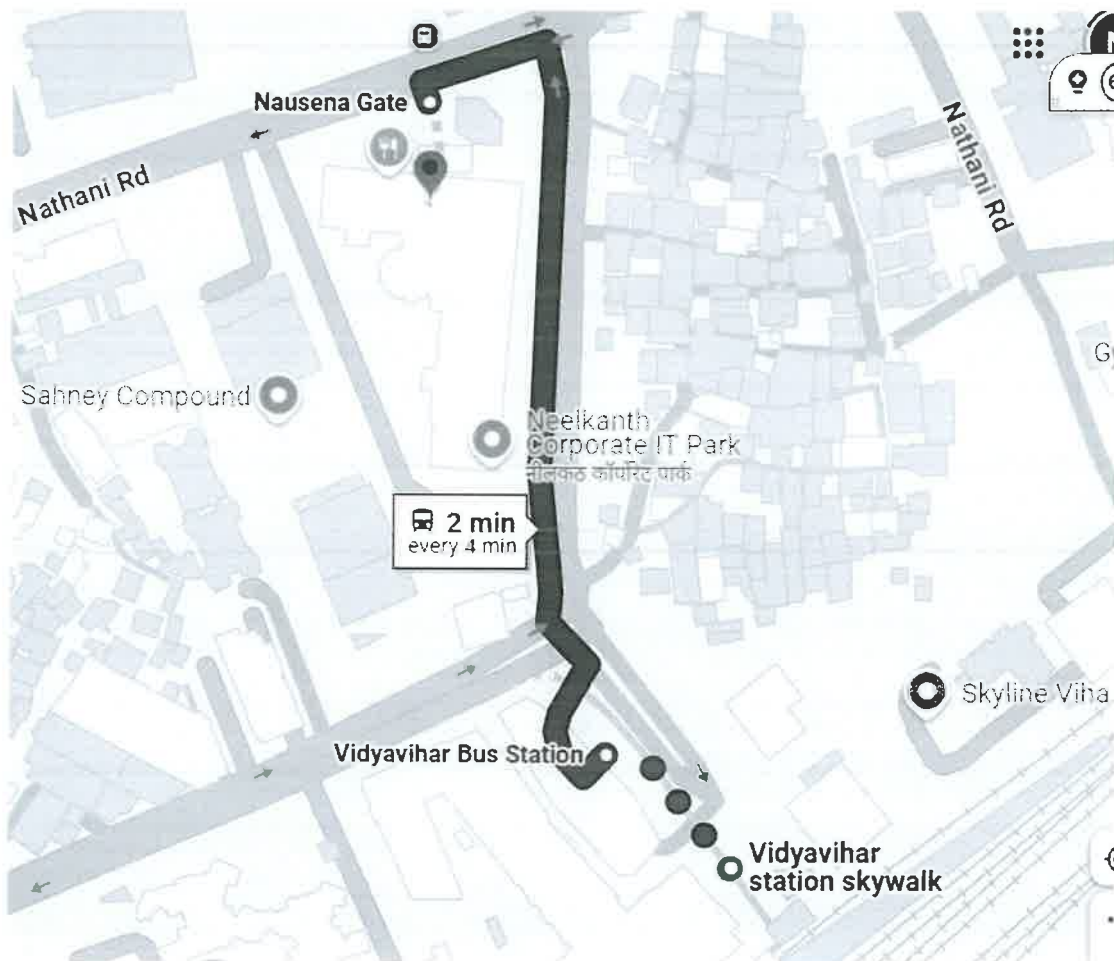 Nausena Gate
Nathani Rd
Nathani Rd
Sahney Compound
Neelkanth
Corporate IT Park
नीलकंठ कॉर्पोरेट पार्क
2 min
every 4 min
Skyline Viha
Vidyavihar Bus Station
Vidyavihar
station skywalk